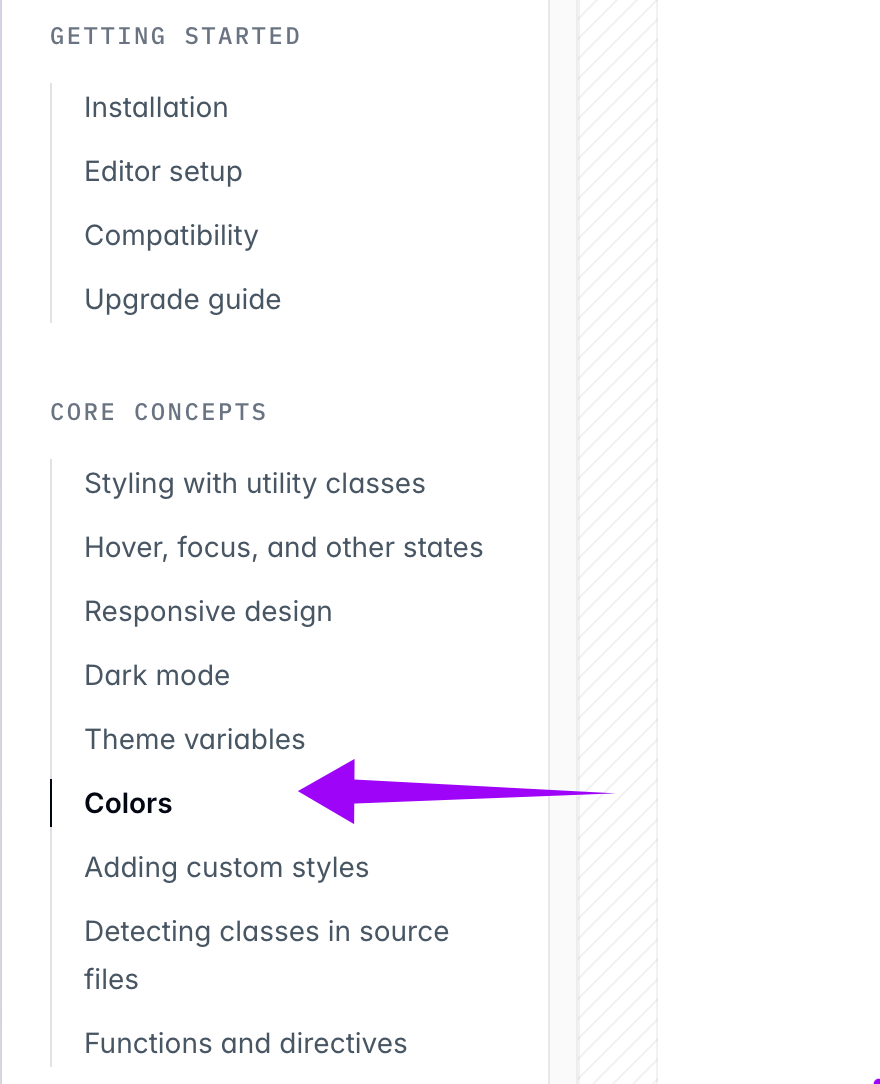 GETTING STARTED
Installation
Editor setup
Compatibility
Upgrade guide
CORE CONCEPTS
Styling with utility classes
Hover, focus, and other states
Responsive design
Dark mode
Theme variables
Colors
Adding custom styles
Detecting classes in source
files
Functions and directives